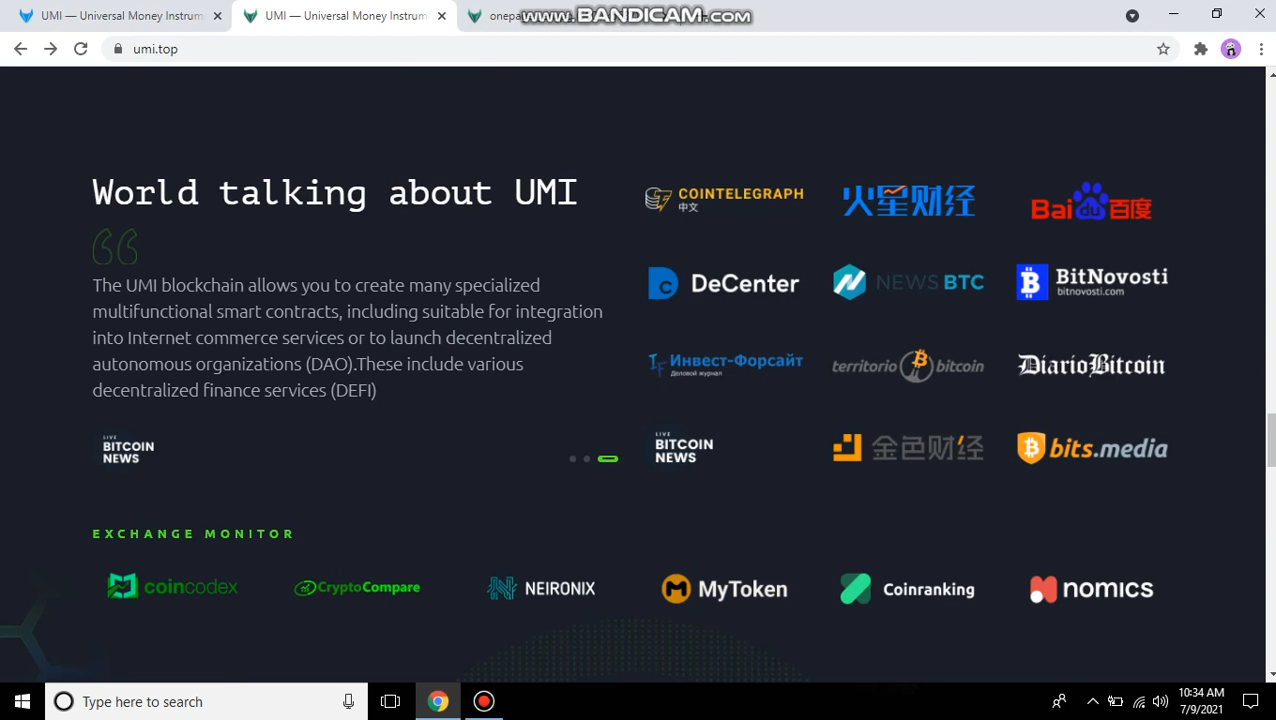 UMI — Universal Money Instrum
UMI — Universal Money Instrum
onepa
www.BANDICAM.com
umi.top
World talking about UMI
The UMI blockchain allows you to create many specialized
multifunctional smart contracts, including suitable for integration
into Internet commerce services or to launch decentralized
autonomous organizations (DAO).These include various
decentralized finance services (DEFI)
LIVE
BITCOIN
NEWS
COINTELEGRAPH
中文
火星财经
Bai du 百度
DeCenter
NEWS BTC
BitNovosti
bitnovosti.com
Инвест-Форсайт
Деловой журнал
territorio bitcoin
DiarioBitcoin
LIVE
BITCOIN
NEWS
金色财经
bits.media
EXCHANGE MONITOR
coincodex
CryptoCompare
NEIRONIX
MyToken
Coinranking
nomics
Type here to search
10:34 AM
7/9/2021